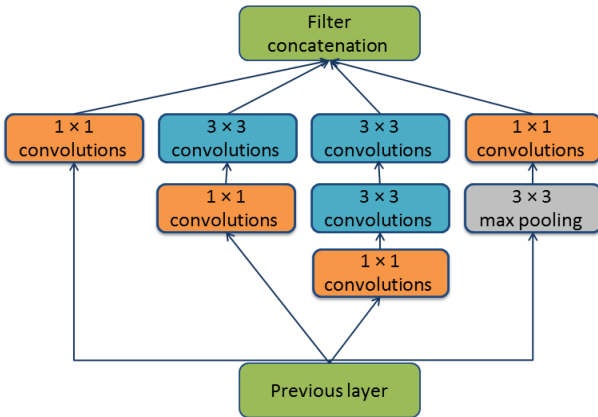 Filter
concatenation
1 × 1
convolutions
3 × 3
convolutions
3 × 3
convolutions
1 × 1
convolutions
1 × 1
convolutions
3 × 3
convolutions
3 × 3
max pooling
1 × 1
convolutions
Previous layer